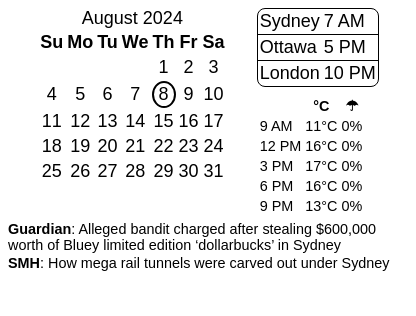 August 2024
Su Mo Tu We Th Fr Sa
1 2 3
4 5 6 7 8 9 10
11 12 13 14 15 16 17
18 19 20 21 22 23 24
25 26 27 28 29 30 31
Sydney 7 AM
Ottawa 5 PM
London 10 PM
°C ☂
9 AM 11°C 0%
12 PM 16°C 0%
3 PM 17°C 0%
6 PM 16°C 0%
9 PM 13°C 0%
Guardian: Alleged bandit charged after stealing $600,000
worth of Bluey limited edition ‘dollarbucks’ in Sydney
SMH: How mega rail tunnels were carved out under Sydney